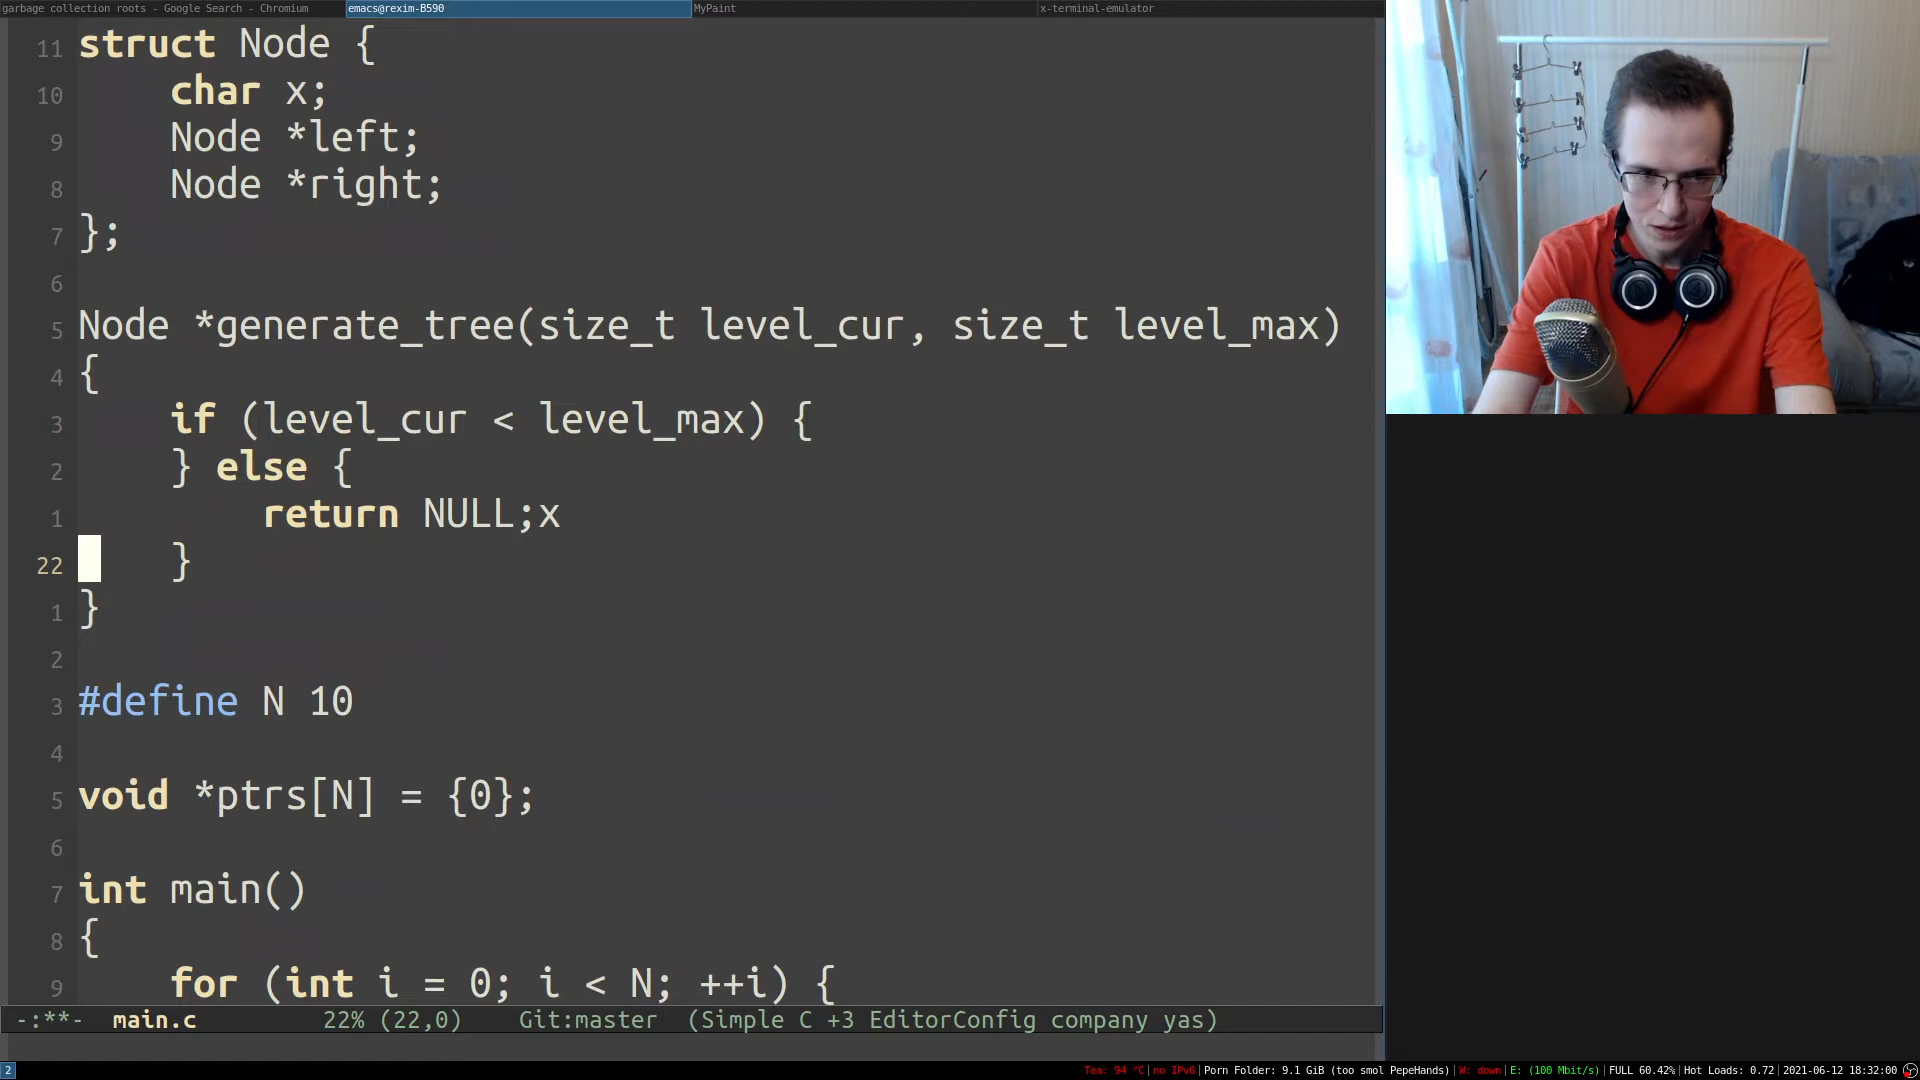 garbage collection roots - Google Search - Chromium emacs@rexim-B590 MyPaint x-terminal-emulator
11 struct Node {
10 char x;
9 Node *left;
8 Node *right;
7 };
6
5 Node *generate_tree(size_t level_cur, size_t level_max)
4 {
3 if (level_cur < level_max) {
2 } else {
1 return NULL;x
22 }
1 }
2
3 #define N 10
4
5 void *ptrs[N] = {0};
6
7 int main()
8 {
9 for (int i = 0; i < N; ++i) {
-:**- main.c 22% (22,0) Git:master (Simple C +3 EditorConfig company yas)
2 Tea: 94 °C|no IPv6|Porn Folder: 9.1 GiB (too smol PepeHands)|W: down|E: (100 Mbit/s)|FULL 60.42%|Hot Loads: 0.72|2021-06-12 18:32:00